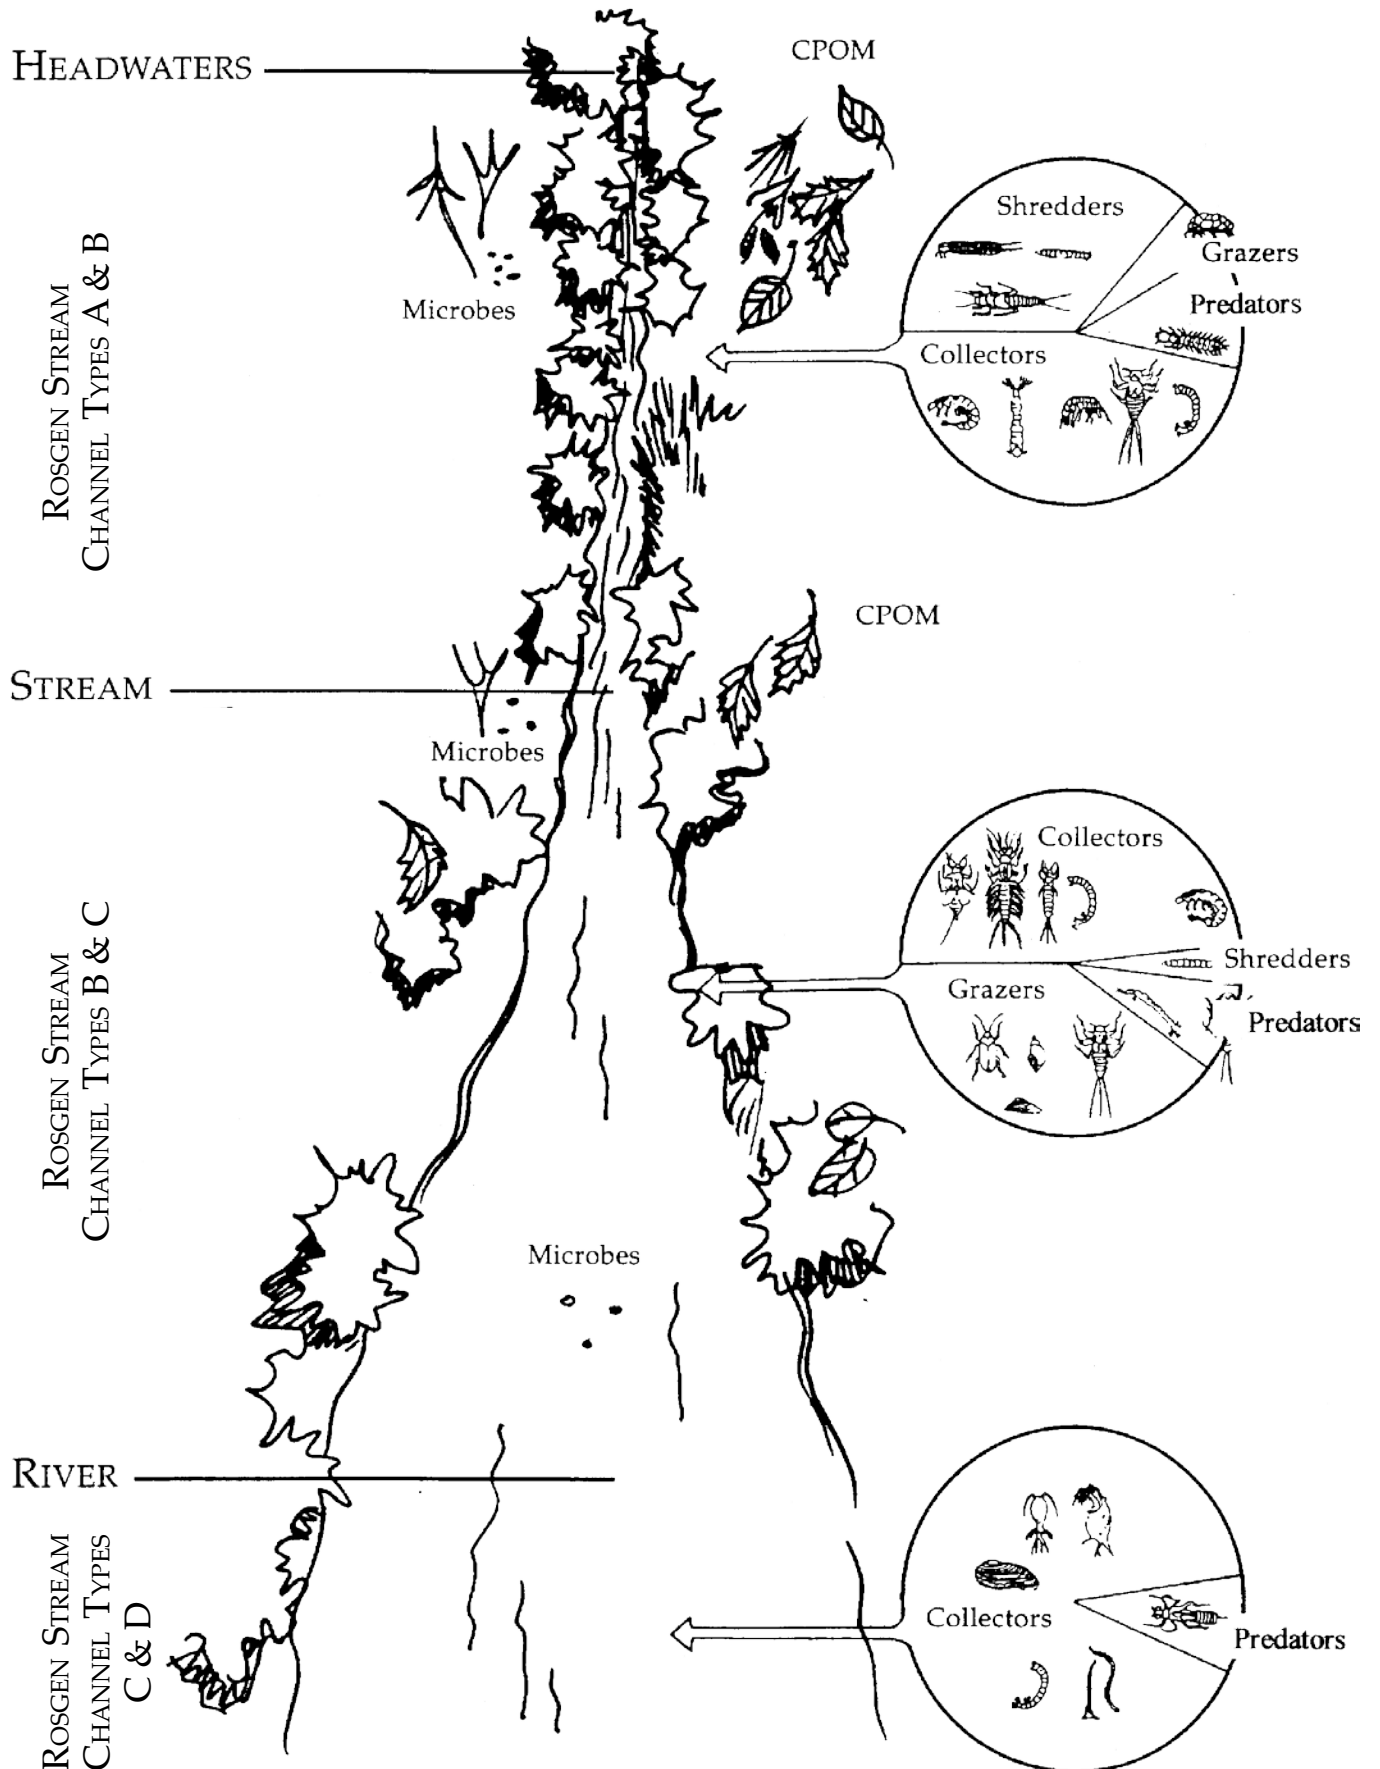 HEADWATERS
CPOM
Shredders
Grazers
Predators
Collectors
Microbes
ROSGEN STREAM
CHANNEL TYPES A & B
CPOM
STREAM
Microbes
Collectors
Shredders
Grazers
Predators
ROSGEN STREAM
CHANNEL TYPES B & C
Microbes
RIVER
Collectors
Predators
ROSGEN STREAM
CHANNEL TYPES
C & D